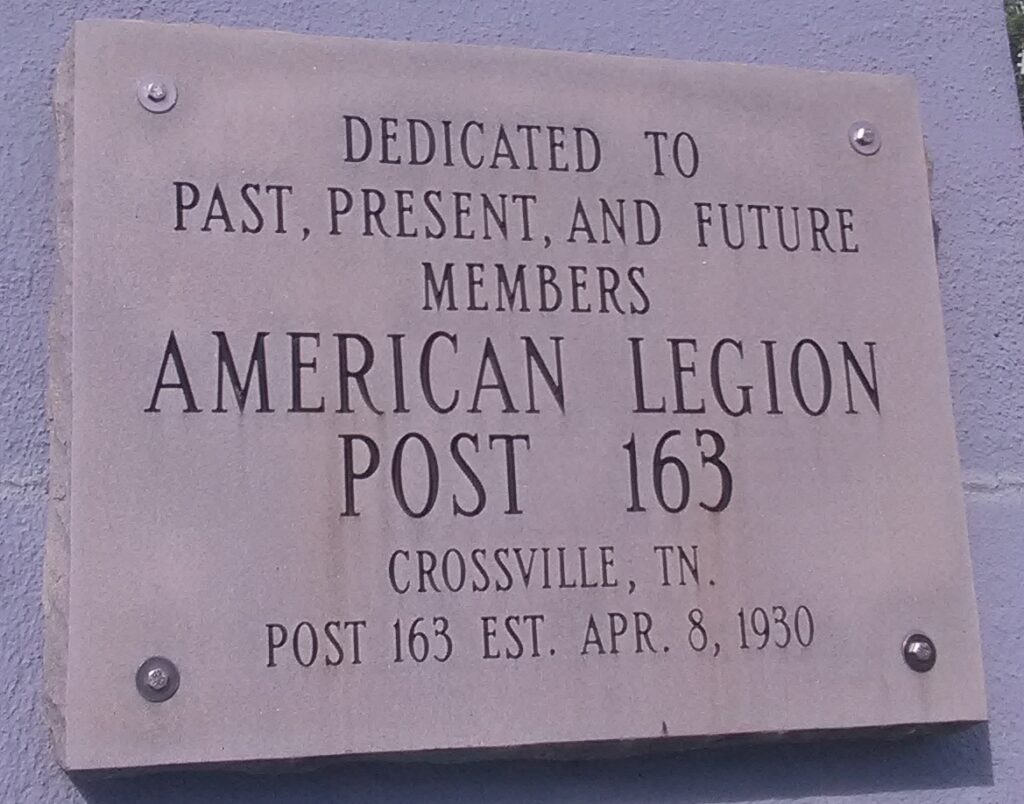 DEDICATED TO
PAST, PRESENT, AND FUTURE
MEMBERS
AMERICAN LEGION
POST 163
CROSSVILLE, TN.
POST 163 EST. APR. 8, 1930